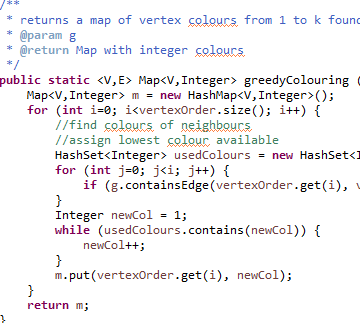 /**
* returns a map of vertex colours from 1 to k found
* @param g
* @return Map with integer colours
*/
public static <V,E> Map<V,Integer> greedyColouring (
Map<V,Integer> m = new HashMap<V,Integer>();
for (int i=0; i<vertexOrder.size(); i++) {
//find colours of neighbours
//assign lowest colour available
HashSet<Integer> usedColours = new HashSet<I
for (int j=0; j<i; j++) {
if (g.containsEdge(vertexOrder.get(i), v
}
Integer newCol = 1;
while (usedColours.contains(newCol)) {
newCol++;
}
m.put(vertexOrder.get(i), newCol);
}
return m;
}